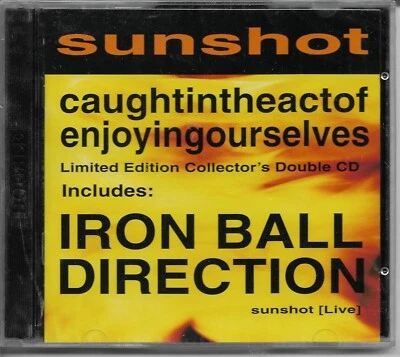 sunshot
caughtintheactof
enjoyingourselves
Limited Edition Collector's Double CD
Includes:
IRON BALL
DIRECTION
sunshot [Live]